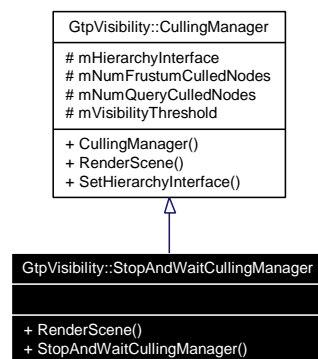 GtpVisibility::CullingManager
# mHierarchyInterface
# mNumFrustumCulledNodes
# mNumQueryCulledNodes
# mVisibilityThreshold
+ CullingManager()
+ RenderScene()
+ SetHierarchyInterface()
GtpVisibility::StopAndWaitCullingManager
+ RenderScene()
+ StopAndWaitCullingManager()